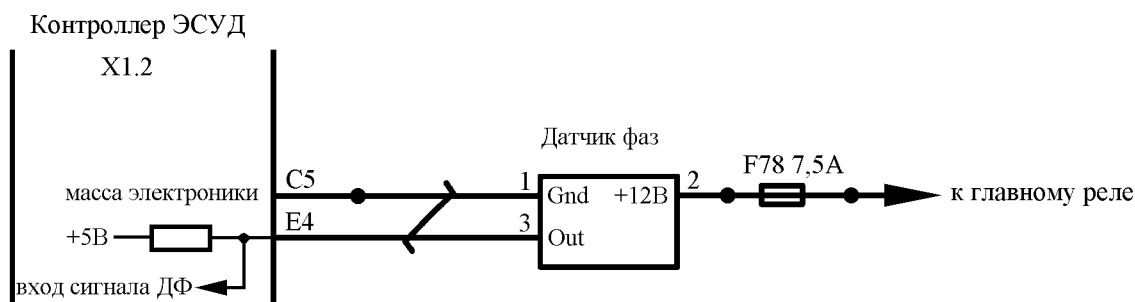 Контроллер ЭСУД
X1.2
Датчик фаз
F78 7,5А
масса электроники
C5
1
Gnd
+12В
2
к главному реле
+5В
E4
3
Out
вход сигнала ДФ